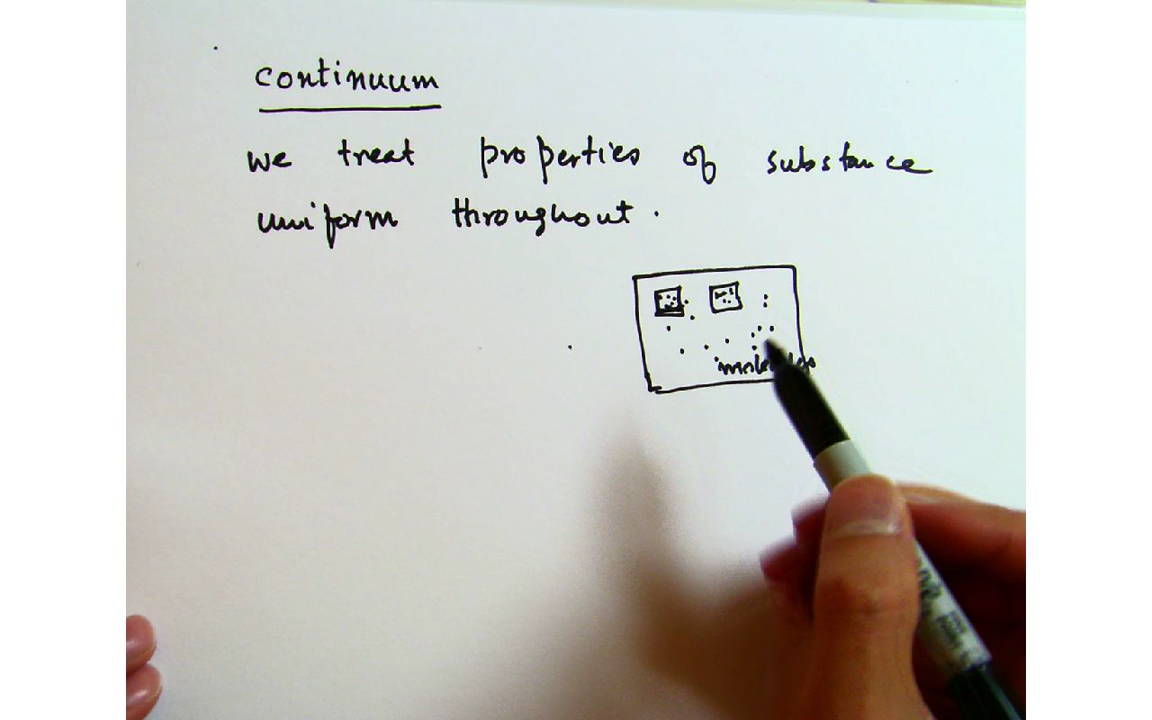 continuum
we treat properties of substance
uniform throughout.